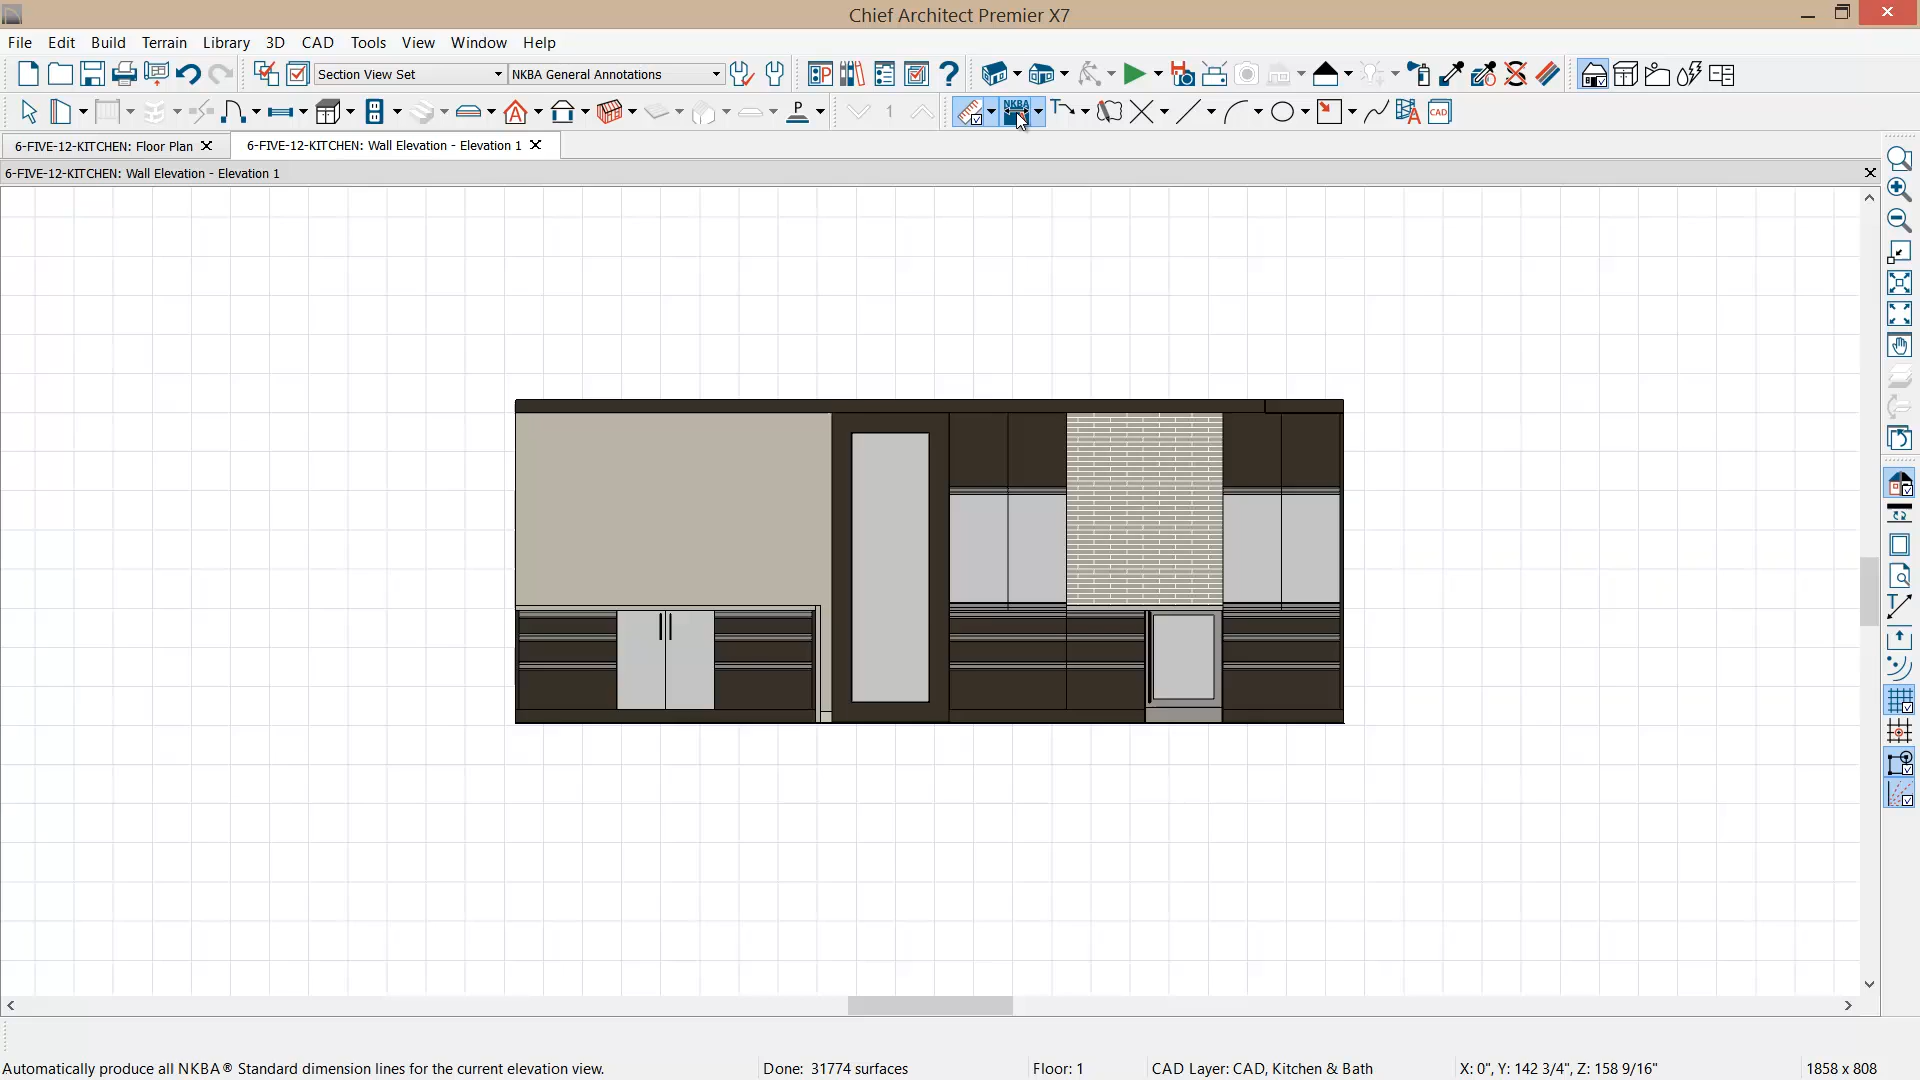 Chief Architect Premier X7
File Edit Build Terrain Library 3D CAD Tools View Window Help
Section View Set NKBA General Annotations
1 NKBA P T CAD
6-FIVE-12-KITCHEN: Floor Plan 6-FIVE-12-KITCHEN: Wall Elevation - Elevation 1
6-FIVE-12-KITCHEN: Wall Elevation - Elevation 1
Automatically produce all NKBA® Standard dimension lines for the current elevation view. Done: 31774 surfaces Floor: 1 CAD Layer: CAD, Kitchen & Bath X: 0", Y: 142 3/4", Z: 158 9/16" 1858 x 808